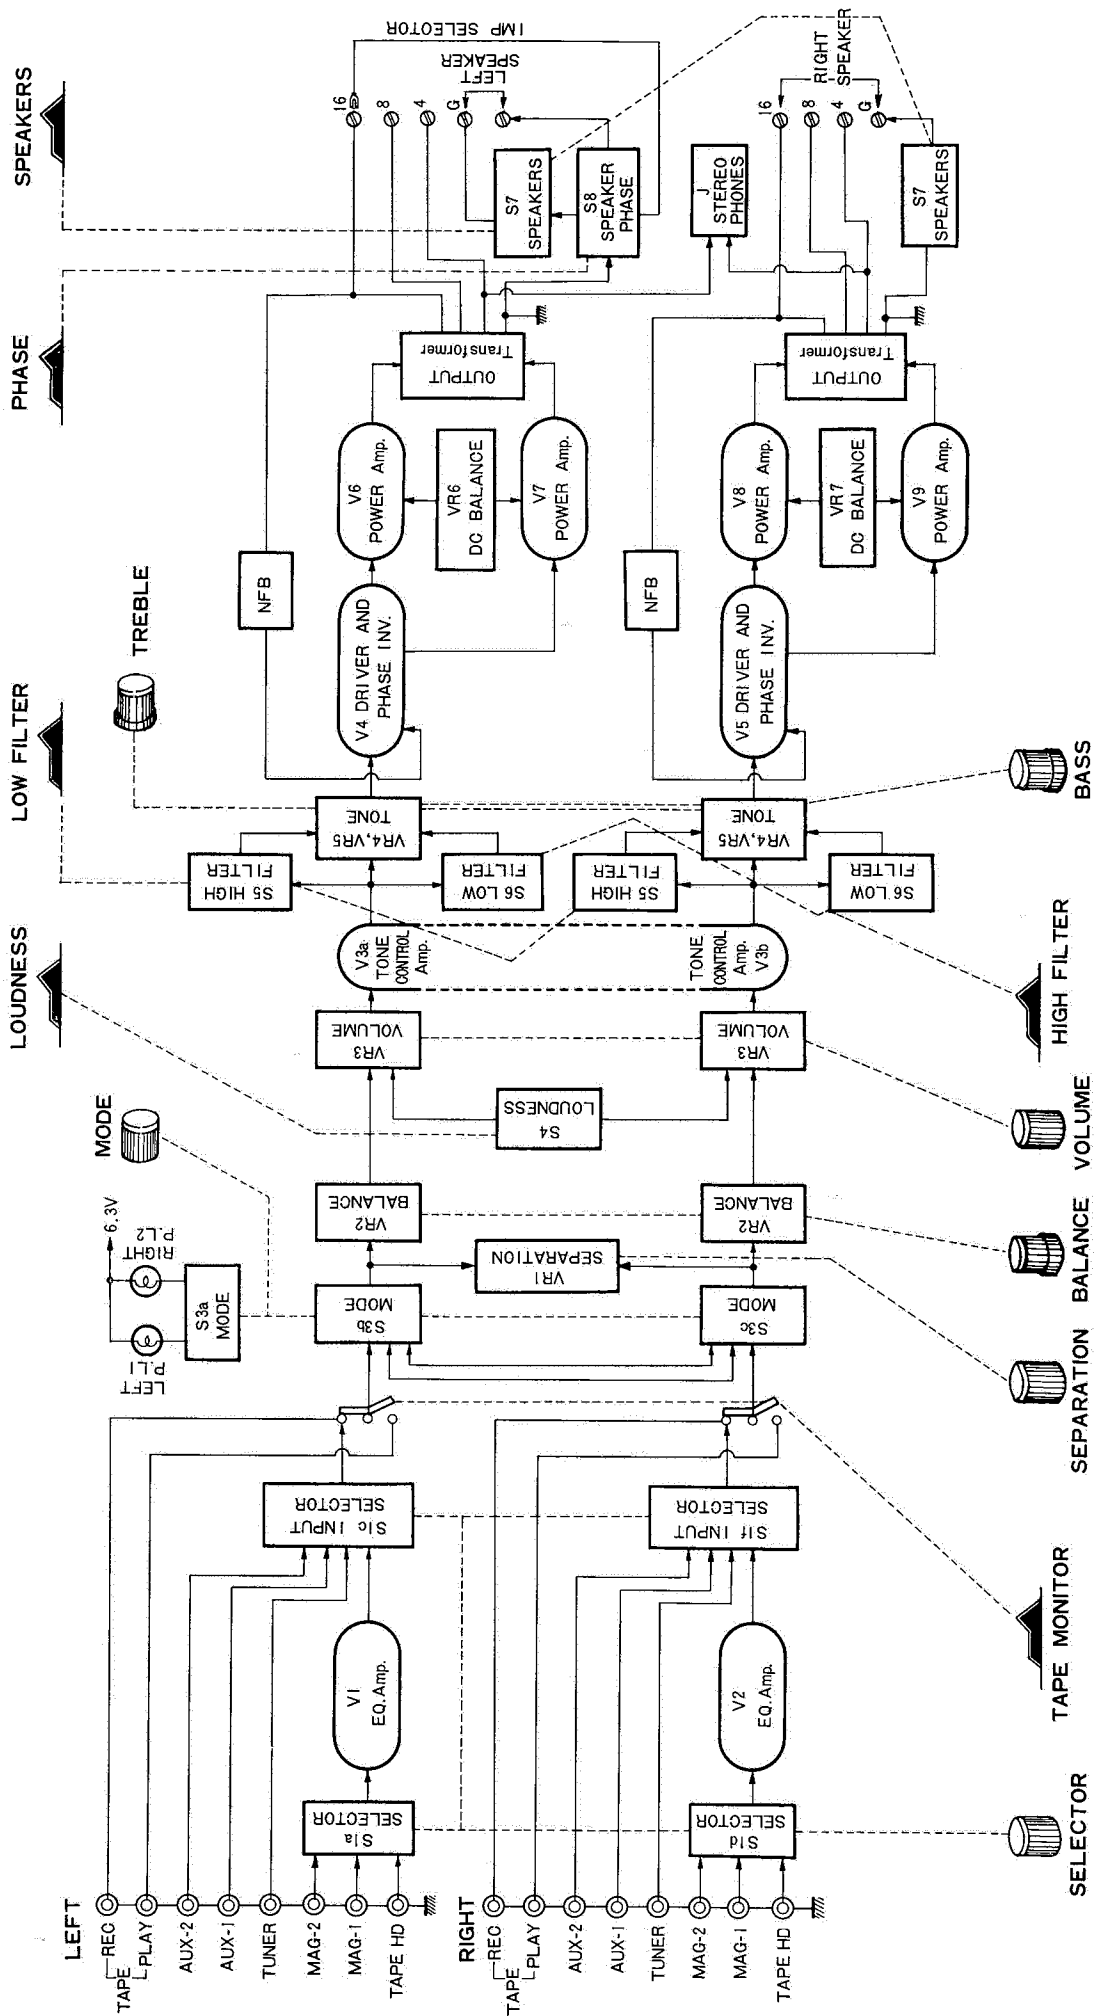 SPEAKERS
PHASE
LOW FILTER
TREBLE
LOUDNESS
MODE
IMP SELECTOR
LEFT
SPEAKER
16
8
4
G
S7
SPEAKERS
S8
SPEAKER
PHASE
J
STEREO
PHONES
RIGHT
SPEAKER
16
8
4
G
S7
SPEAKERS
OUTPUT
Transformer
OUTPUT
Transformer
V6
POWER Amp.
VR6
DC BALANCE
V7
POWER Amp.
V8
POWER Amp.
VR7
DC BALANCE
V9
POWER Amp.
NFB
NFB
V4 DRIVER AND
PHASE INV.
V5 DRIVER AND
PHASE INV.
TONE
VR4,VR5
TONE
VR4,VR5
S5 HIGH
FILTER
S6 LOW
FILTER
S5 HIGH
FILTER
S6 LOW
FILTER
V3a
TONE
CONTROL
Amp.
TONE
CONTROL
Amp.
V3b
VR3
VOLUME
VR3
VOLUME
S4
LOUDNESS
VR2
BALANCE
VR2
BALANCE
VR1
SEPARATION
6.3V
RIGHT
P.L2
LEFT
P.L1
S3a
MODE
S3b
MODE
S3c
MODE
S1c INPUT
SELECTOR
S1f INPUT
SELECTOR
V1
EQ.Amp.
V2
EQ.Amp.
S1a
SELECTOR
S1d
SELECTOR
LEFT
TAPE
REC
PLAY
AUX-2
AUX-1
TUNER
MAG-2
MAG-1
TAPE HD
RIGHT
TAPE
REC
PLAY
AUX-2
AUX-1
TUNER
MAG-2
MAG-1
TAPE HD
SELECTOR
TAPE MONITOR
SEPARATION
BALANCE
VOLUME
HIGH FILTER
BASS